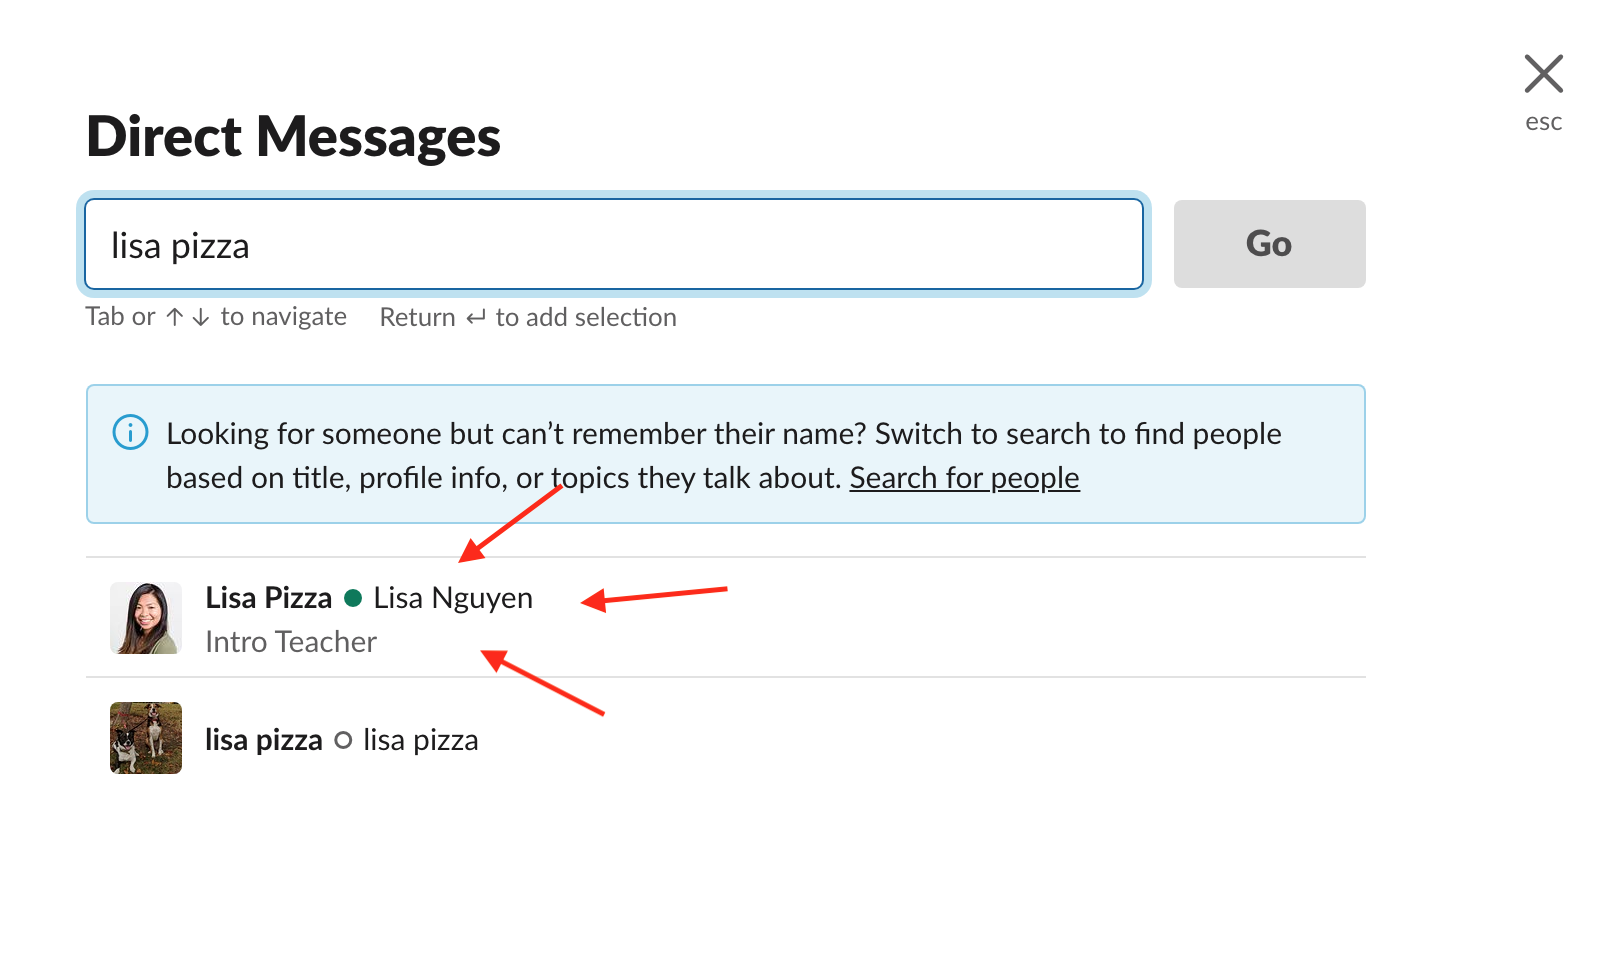 esc
Direct Messages
lisa pizza
Go
Tab or ↑ ↓ to navigate Return ↵ to add selection
Looking for someone but can’t remember their name? Switch to search to find people
based on title, profile info, or topics they talk about. Search for people
Lisa Pizza Lisa Nguyen
Intro Teacher
lisa pizza lisa pizza